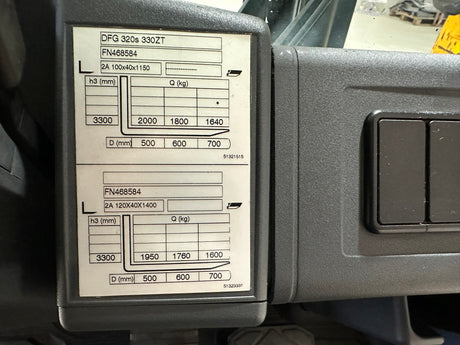 DFG 320s 330ZT
FN468584
2A 100x40x1150 ----------
h3 (mm) Q (kg)
3300 2000 1800 1640
D (mm) 500 600 700
51321515
FN468584
2A 120X40X1400
h3 (mm) Q (kg)
3300 1950 1760 1600
D (mm) 500 600 700